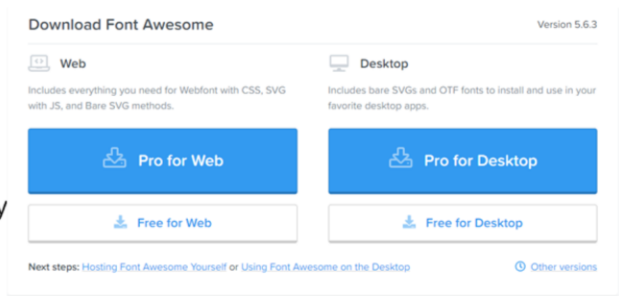 Download Font Awesome
Version 5.6.3
Web
Includes everything you need for Webfont with CSS, SVG
with JS, and Bare SVG methods.
Desktop
Includes bare SVGs and OTF fonts to install and use in your
favorite desktop apps.
Pro for Web
Pro for Desktop
y
Free for Web
Free for Desktop
Next steps: Hosting Font Awesome Yourself or Using Font Awesome on the Desktop
Other versions